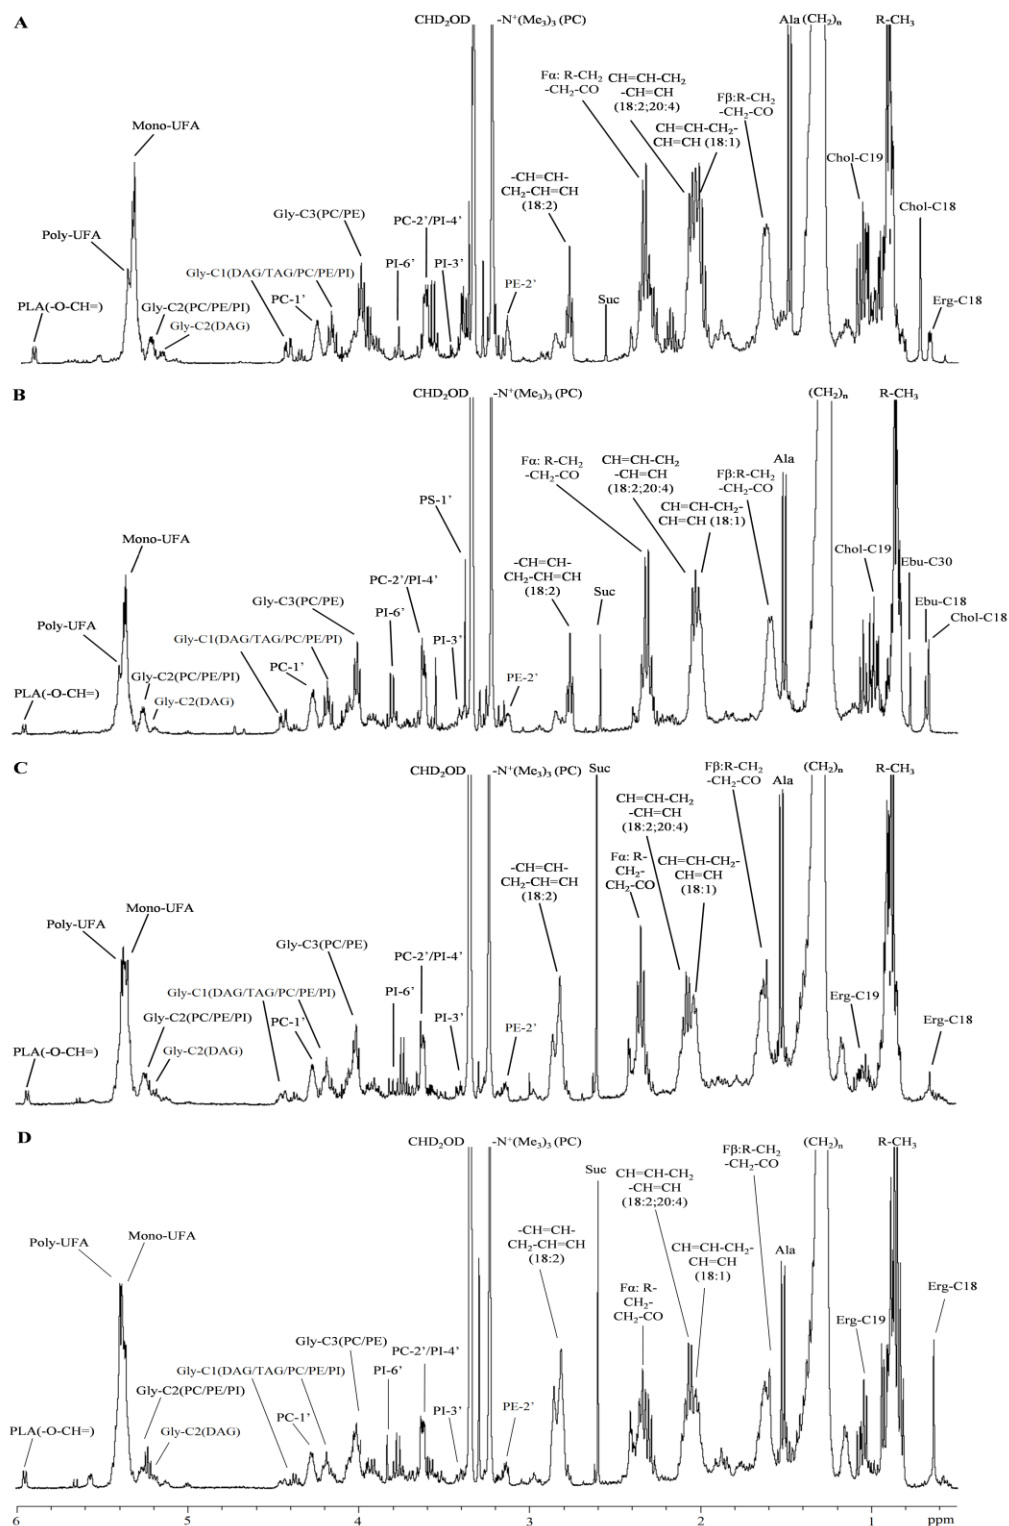 A
CHD₂OD
-N⁺(Me₃)₃ (PC)
Ala
(CH₂)n
R-CH₃
Fα: R-CH₂
-CH₂-CO
CH=CH-CH₂
-CH=CH
(18:2;20:4)
Fβ:R-CH₂
-CH₂-CO
CH=CH-CH₂-
CH=CH (18:1)
Mono-UFA
Chol-C19
-CH=CH-
CH₂-CH=CH
(18:2)
Gly-C3(PC/PE)
PC-2'/PI-4'
Chol-C18
Poly-UFA
Gly-C1(DAG/TAG/PC/PE/PI)
PI-6'
PI-3'
PE-2'
PC-1'
Suc
Erg-C18
PLA(-O-CH=)
Gly-C2(PC/PE/PI)
Gly-C2(DAG)
B
CHD₂OD
-N⁺(Me₃)₃ (PC)
(CH₂)n
R-CH₃
Fα: R-CH₂
-CH₂-CO
CH=CH-CH₂
-CH=CH
(18:2;20:4)
Fβ:R-CH₂
-CH₂-CO
Ala
PS-1'
CH=CH-CH₂-
CH=CH (18:1)
Mono-UFA
Chol-C19
Ebu-C30
-CH=CH-
CH₂-CH=CH
(18:2)
PC-2'/PI-4'
Gly-C3(PC/PE)
PI-6'
Suc
Ebu-C18
Chol-C18
Poly-UFA
Gly-C1(DAG/TAG/PC/PE/PI)
PI-3'
PC-1'
Gly-C2(PC/PE/PI)
PE-2'
PLA(-O-CH=)
Gly-C2(DAG)
C
CHD₂OD
-N⁺(Me₃)₃ (PC)
Suc
Fβ:R-CH₂
-CH₂-CO
(CH₂)n
R-CH₃
Ala
CH=CH-CH₂
-CH=CH
(18:2;20:4)
-CH=CH-
CH₂-CH=CH
(18:2)
Fα: R-
CH₂-
CH₂-CO
CH=CH-CH₂-
CH=CH
(18:1)
Mono-UFA
Poly-UFA
Gly-C3(PC/PE)
PC-2'/PI-4'
Gly-C1(DAG/TAG/PC/PE/PI)
PI-6'
Gly-C2(PC/PE/PI)
PI-3'
Erg-C19
PC-1'
PE-2'
Erg-C18
PLA(-O-CH=)
Gly-C2(DAG)
D
CHD₂OD
-N⁺(Me₃)₃ (PC)
Suc
CH=CH-CH₂
-CH=CH
(18:2;20:4)
Fβ:R-CH₂
-CH₂-CO
(CH₂)n
R-CH₃
Poly-UFA
Mono-UFA
-CH=CH-
CH₂-CH=CH
(18:2)
CH=CH-CH₂-
CH=CH
(18:1)
Ala
Fα: R-
CH₂-
CH₂-CO
Erg-C18
Gly-C3(PC/PE)
PC-2'/PI-4'
Erg-C19
Gly-C1(DAG/TAG/PC/PE/PI)
PI-6'
Gly-C2(PC/PE/PI)
PI-3'
PE-2'
PC-1'
PLA(-O-CH=)
Gly-C2(DAG)
6 5 4 3 2 1 ppm